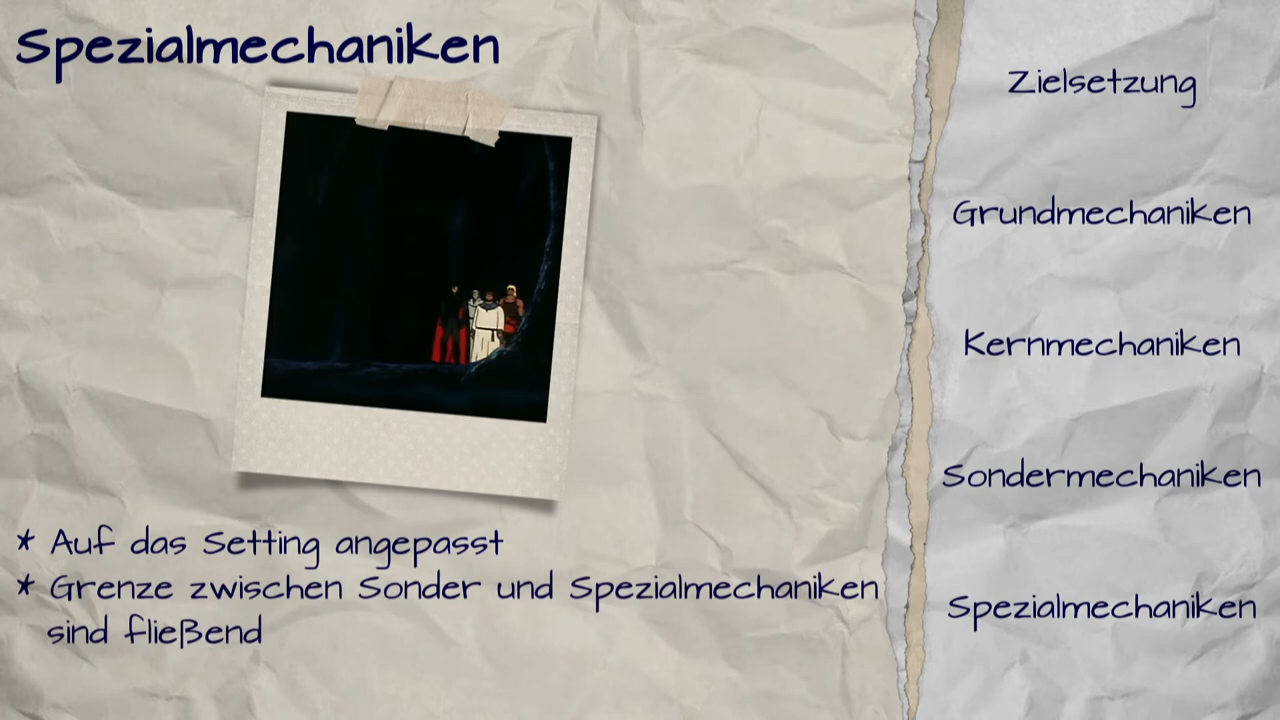 Spezialmechaniken
* Auf das Setting angepasst
* Grenze zwischen Sonder und Spezialmechaniken
sind fließend
Zielsetzung
Grundmechaniken
Kernmechaniken
Sondermechaniken
Spezialmechaniken